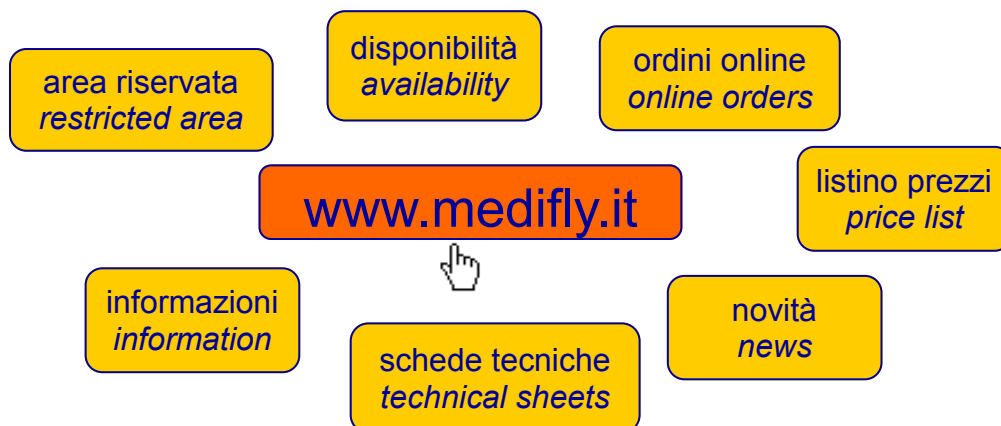 area riservata
restricted area
disponibilità
availability
ordini online
online orders
www.medifly.it
listino prezzi
price list
informazioni
information
schede tecniche
technical sheets
novità
news